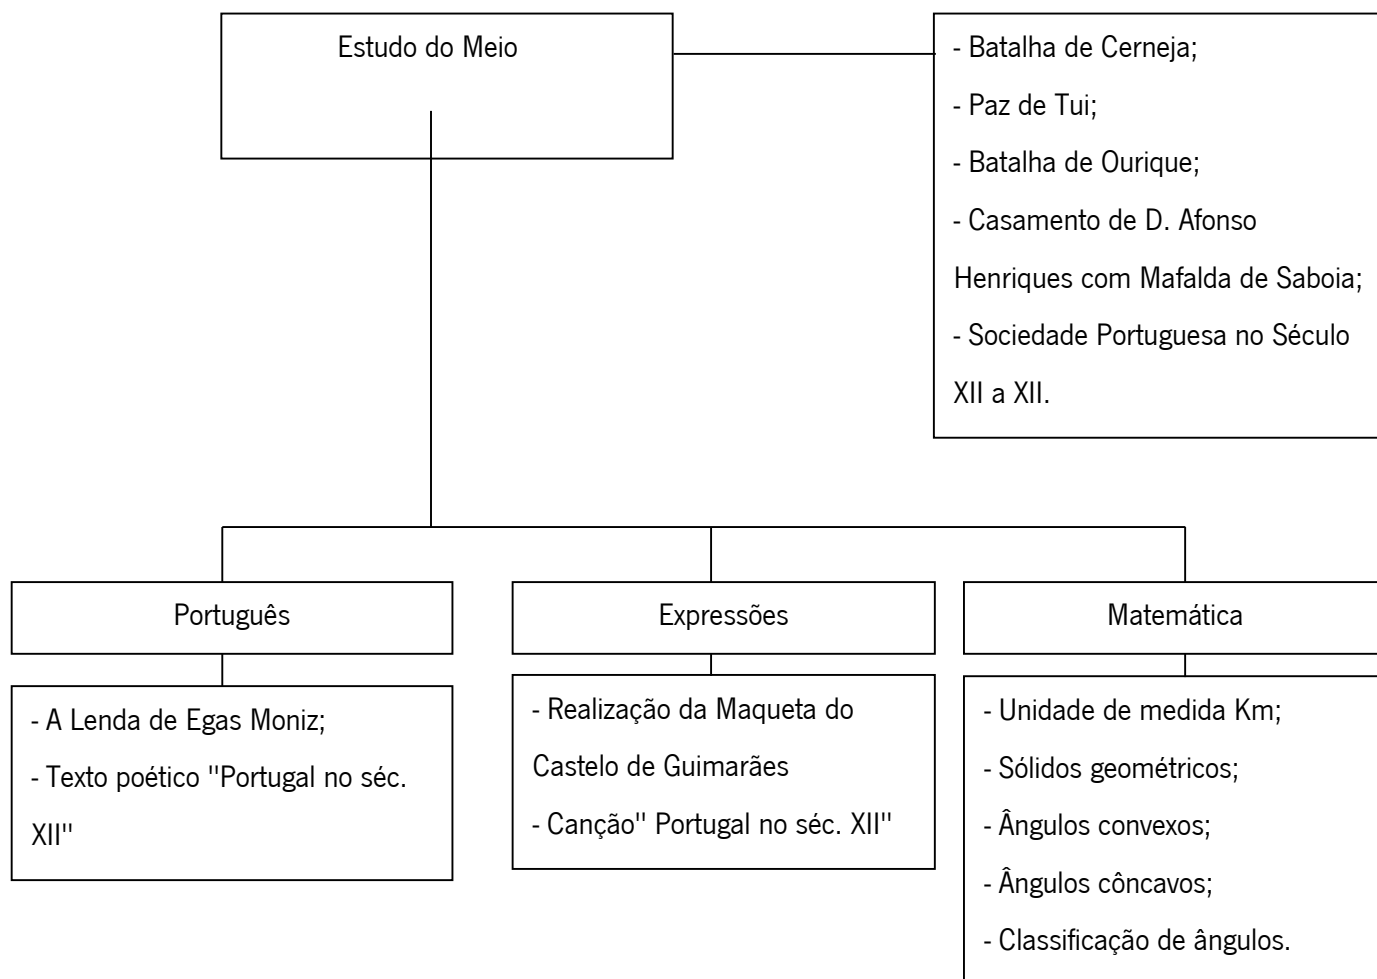 Estudo do Meio
- Batalha de Cerneja;
- Paz de Tui;
- Batalha de Ourique;
- Casamento de D. Afonso
Henriques com Mafalda de Saboia;
- Sociedade Portuguesa no Século
XII a XII.
Português
- A Lenda de Egas Moniz;
- Texto poético "Portugal no séc.
XII"
Expressões
- Realização da Maqueta do
Castelo de Guimarães
- Canção" Portugal no séc. XII"
Matemática
- Unidade de medida Km;
- Sólidos geométricos;
- Ângulos convexos;
- Ângulos côncavos;
- Classificação de ângulos.